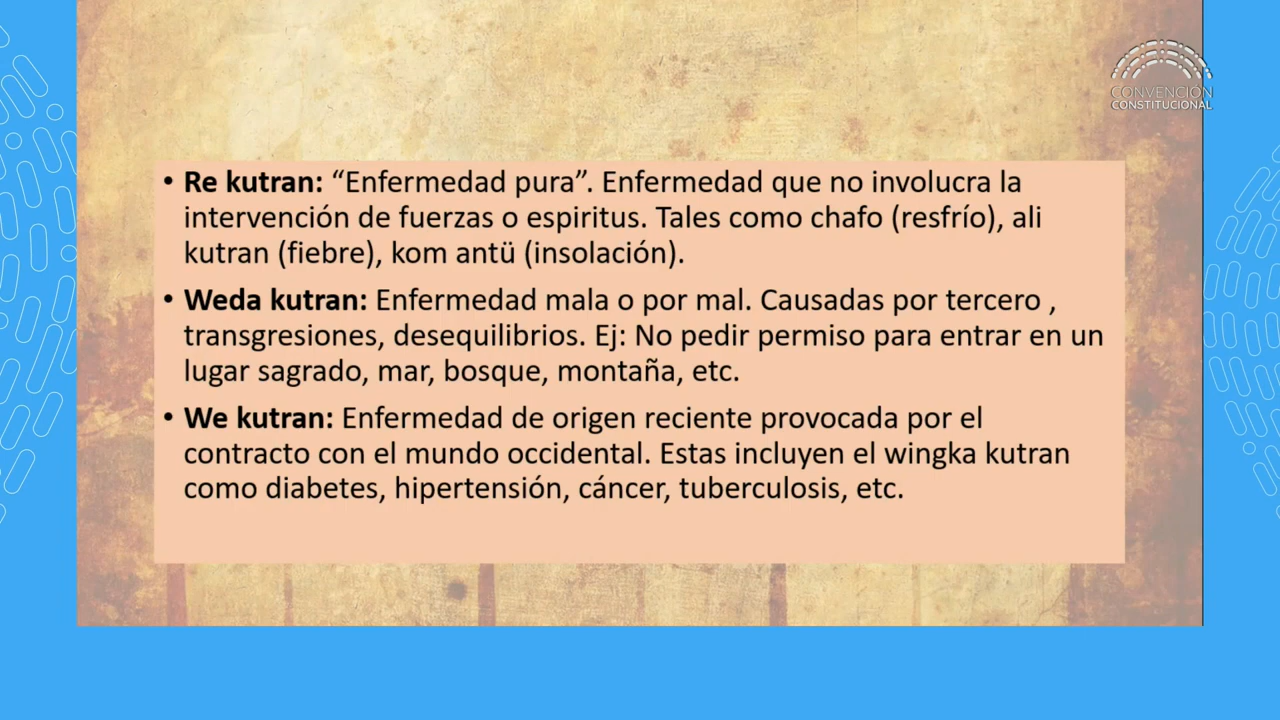 CONVENCIÓN
CONSTITUCIONAL
• Re kutran: “Enfermedad pura”. Enfermedad que no involucra la
intervención de fuerzas o espiritus. Tales como chafo (resfrío), ali
kutran (fiebre), kom antü (insolación).
• Weda kutran: Enfermedad mala o por mal. Causadas por tercero ,
transgresiones, desequilibrios. Ej: No pedir permiso para entrar en un
lugar sagrado, mar, bosque, montaña, etc.
• We kutran: Enfermedad de origen reciente provocada por el
contracto con el mundo occidental. Estas incluyen el wingka kutran
como diabetes, hipertensión, cáncer, tuberculosis, etc.